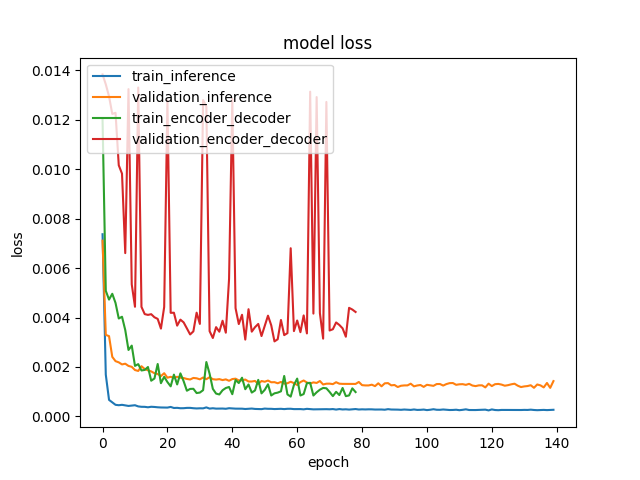 model loss
train_inference
validation_inference
train_encoder_decoder
validation_encoder_decoder
loss
0.014
0.012
0.010
0.008
0.006
0.004
0.002
0.000
0
20
40
60
80
100
120
140
epoch